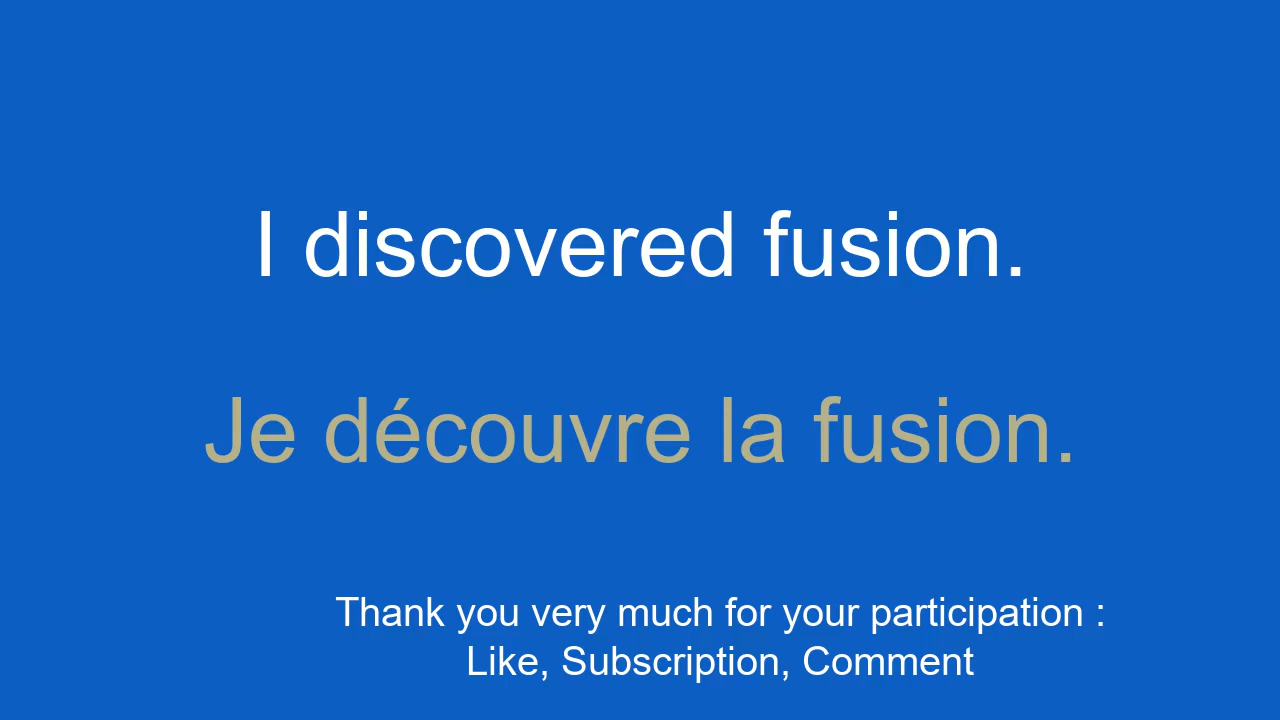 I discovered fusion.
Je découvre la fusion.
Thank you very much for your participation :
Like, Subscription, Comment